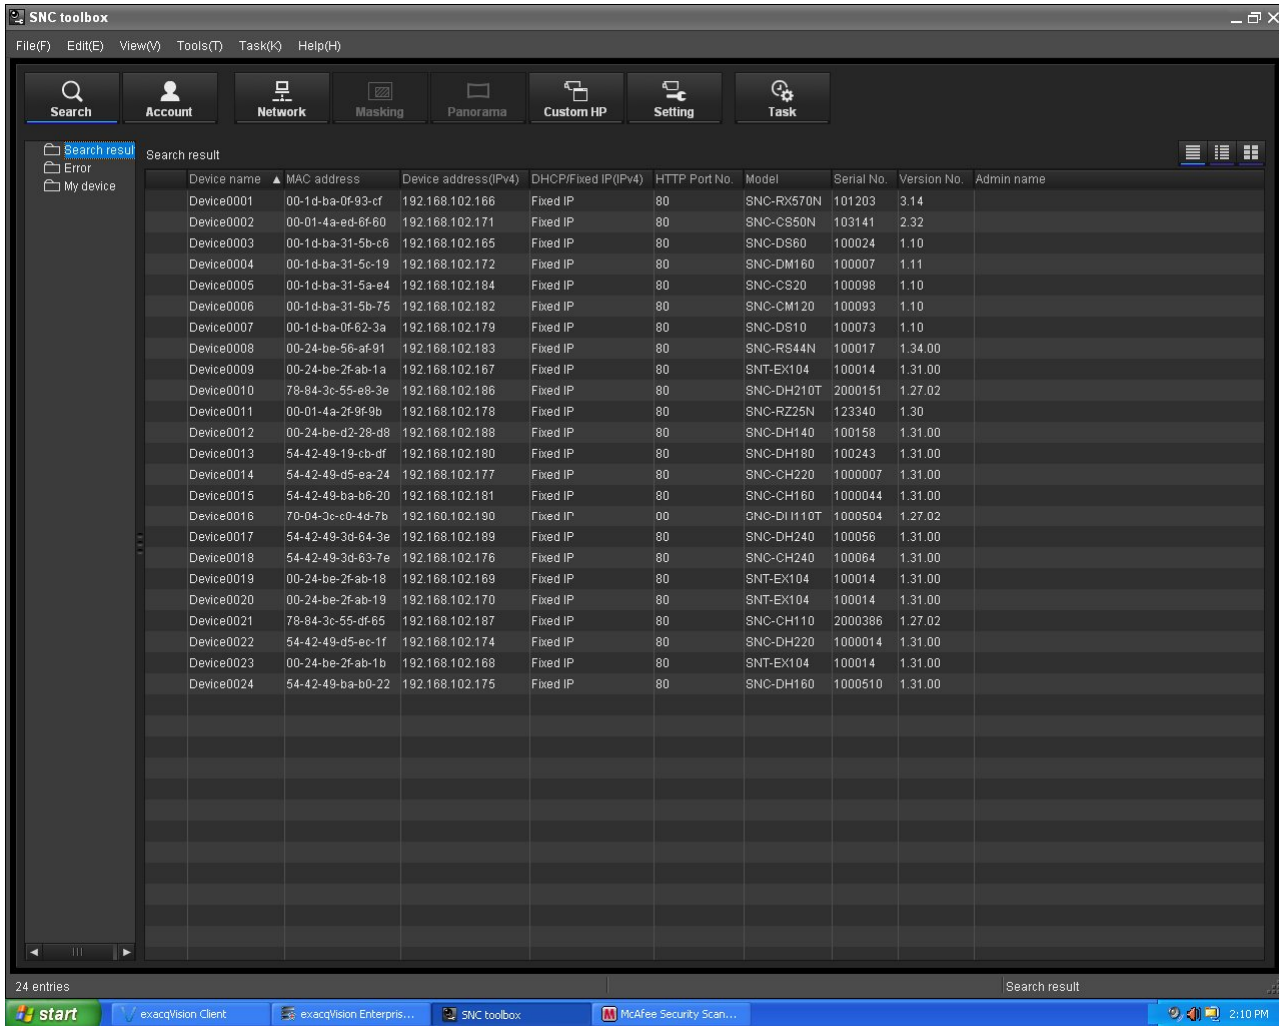 SNC toolbox
File(F) Edit(E) View(V) Tools(T) Task(K) Help(H)
Search Account Network Masking Panorama Custom HP Setting Task
Search result
Error
My device
Search result
Device name ▲ MAC address Device address(IPv4) DHCP/Fixed IP(IPv4) HTTP Port No. Model Serial No. Version No. Admin name
Device0001 00-1d-ba-0f-93-cf 192.168.102.166 Fixed IP 80 SNC-RX570N 101203 3.14
Device0002 00-01-4a-ed-6f-60 192.168.102.171 Fixed IP 80 SNC-CS50N 103141 2.32
Device0003 00-1d-ba-31-5b-c6 192.168.102.165 Fixed IP 80 SNC-DS60 100024 1.10
Device0004 00-1d-ba-31-5c-19 192.168.102.172 Fixed IP 80 SNC-DM160 100007 1.11
Device0005 00-1d-ba-31-5a-e4 192.168.102.184 Fixed IP 80 SNC-CS20 100098 1.10
Device0006 00-1d-ba-31-5b-75 192.168.102.182 Fixed IP 80 SNC-CM120 100093 1.10
Device0007 00-1d-ba-0f-62-3a 192.168.102.179 Fixed IP 80 SNC-DS10 100073 1.10
Device0008 00-24-be-56-af-91 192.168.102.183 Fixed IP 80 SNC-RS44N 100017 1.34.00
Device0009 00-24-be-2f-ab-1a 192.168.102.167 Fixed IP 80 SNT-EX104 100014 1.31.00
Device0010 78-84-3c-55-e8-3e 192.168.102.186 Fixed IP 80 SNC-DH210T 2000151 1.27.02
Device0011 00-01-4a-2f-9f-9b 192.168.102.178 Fixed IP 80 SNC-RZ25N 123340 1.30
Device0012 00-24-be-d2-28-d8 192.168.102.188 Fixed IP 80 SNC-DH140 100158 1.31.00
Device0013 54-42-49-19-cb-df 192.168.102.180 Fixed IP 80 SNC-DH180 100243 1.31.00
Device0014 54-42-49-d5-ea-24 192.168.102.177 Fixed IP 80 SNC-CH220 1000007 1.31.00
Device0015 54-42-49-ba-b6-20 192.168.102.181 Fixed IP 80 SNC-CH160 1000044 1.31.00
Device0016 78-84-3c-c0-4d-7b 192.168.102.190 Fixed IP 80 SNC-DH110T 1000504 1.27.02
Device0017 54-42-49-3d-64-3e 192.168.102.189 Fixed IP 80 SNC-DH240 100056 1.31.00
Device0018 54-42-49-3d-63-7e 192.168.102.176 Fixed IP 80 SNC-CH240 100064 1.31.00
Device0019 00-24-be-2f-ab-18 192.168.102.169 Fixed IP 80 SNT-EX104 100014 1.31.00
Device0020 00-24-be-2f-ab-19 192.168.102.170 Fixed IP 80 SNT-EX104 100014 1.31.00
Device0021 78-84-3c-55-df-65 192.168.102.187 Fixed IP 80 SNC-CH110 2000386 1.27.02
Device0022 54-42-49-d5-ec-1f 192.168.102.174 Fixed IP 80 SNC-DH220 1000014 1.31.00
Device0023 00-24-be-2f-ab-1b 192.168.102.168 Fixed IP 80 SNT-EX104 100014 1.31.00
Device0024 54-42-49-ba-b0-22 192.168.102.175 Fixed IP 80 SNC-DH160 1000510 1.31.00
24 entries Search result
start exacqVision Client exacqVision Enterpris... SNC toolbox McAfee Security Scan... 2:10 PM